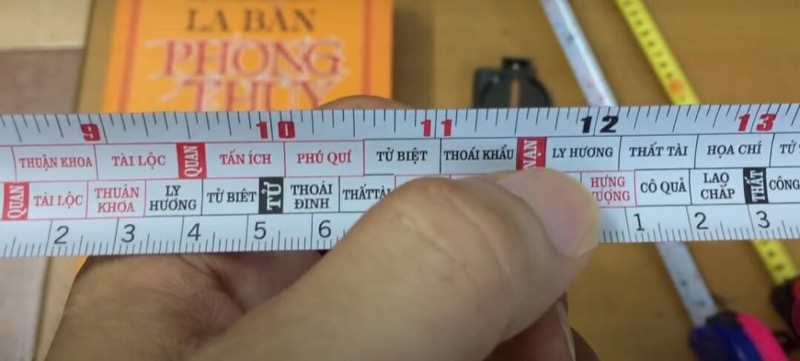 LA BÀN
PHONG
THUỶ
9 10 11 12 13
THUẬN KHOA TÀI LỘC QUAN TẤN ÍCH PHÚ QUÍ TỬ BIỆT THOÁI KHẨU NẠN LY HƯƠNG THẤT TÀI HỌA CHÍ TỬ
QUAN TÀI LỘC THUẬN KHOA LY HƯƠNG TỬ BIỆT TỬ THOÁI ĐINH THẤT TÀI HƯNG VƯỢNG CÔ QUẢ LAO CHẤP THẤT CÔNG
2 3 4 5 6 1 2 3